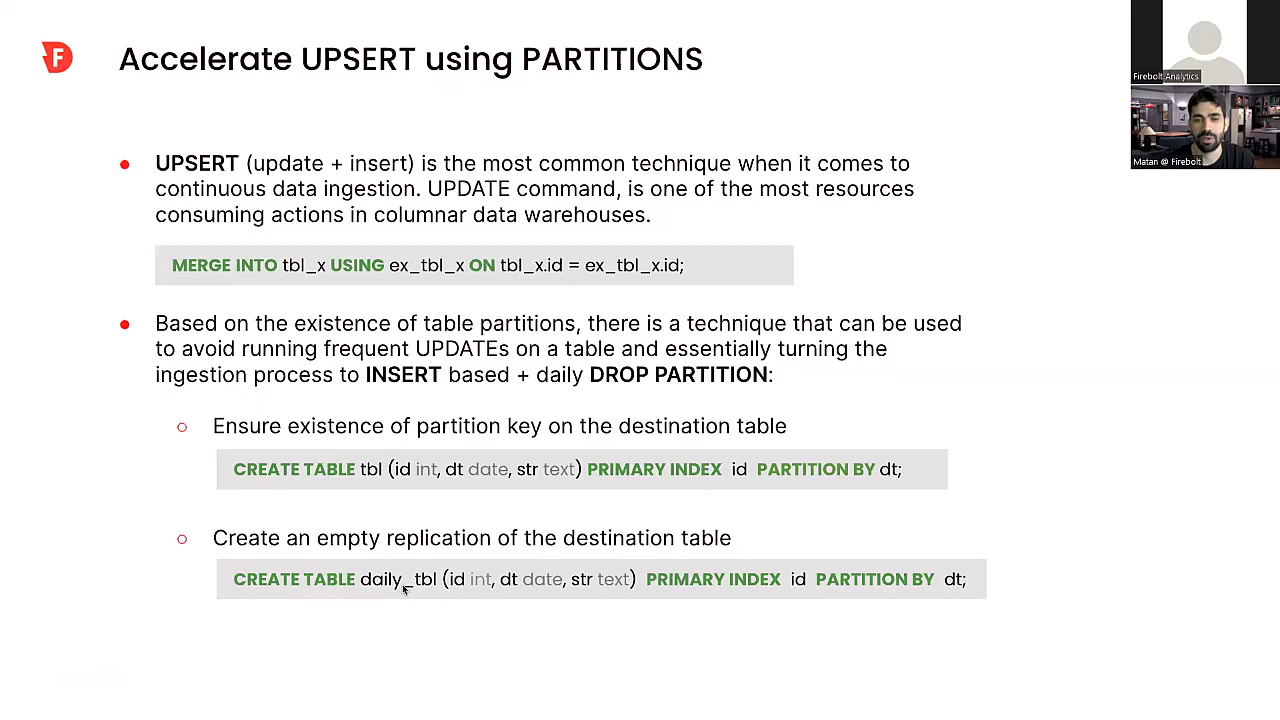 F
Accelerate UPSERT using PARTITIONS
Firebolt Analytics
Matan @ Firebolt
● UPSERT (update + insert) is the most common technique when it comes to
continuous data ingestion. UPDATE command, is one of the most resources
consuming actions in columnar data warehouses.
MERGE INTO tbl_x USING ex_tbl_x ON tbl_x.id = ex_tbl_x.id;
● Based on the existence of table partitions, there is a technique that can be used
to avoid running frequent UPDATEs on a table and essentially turning the
ingestion process to INSERT based + daily DROP PARTITION:
○ Ensure existence of partition key on the destination table
CREATE TABLE tbl (id int, dt date, str text) PRIMARY INDEX id PARTITION BY dt;
○ Create an empty replication of the destination table
CREATE TABLE daily_tbl (id int, dt date, str text) PRIMARY INDEX id PARTITION BY dt;